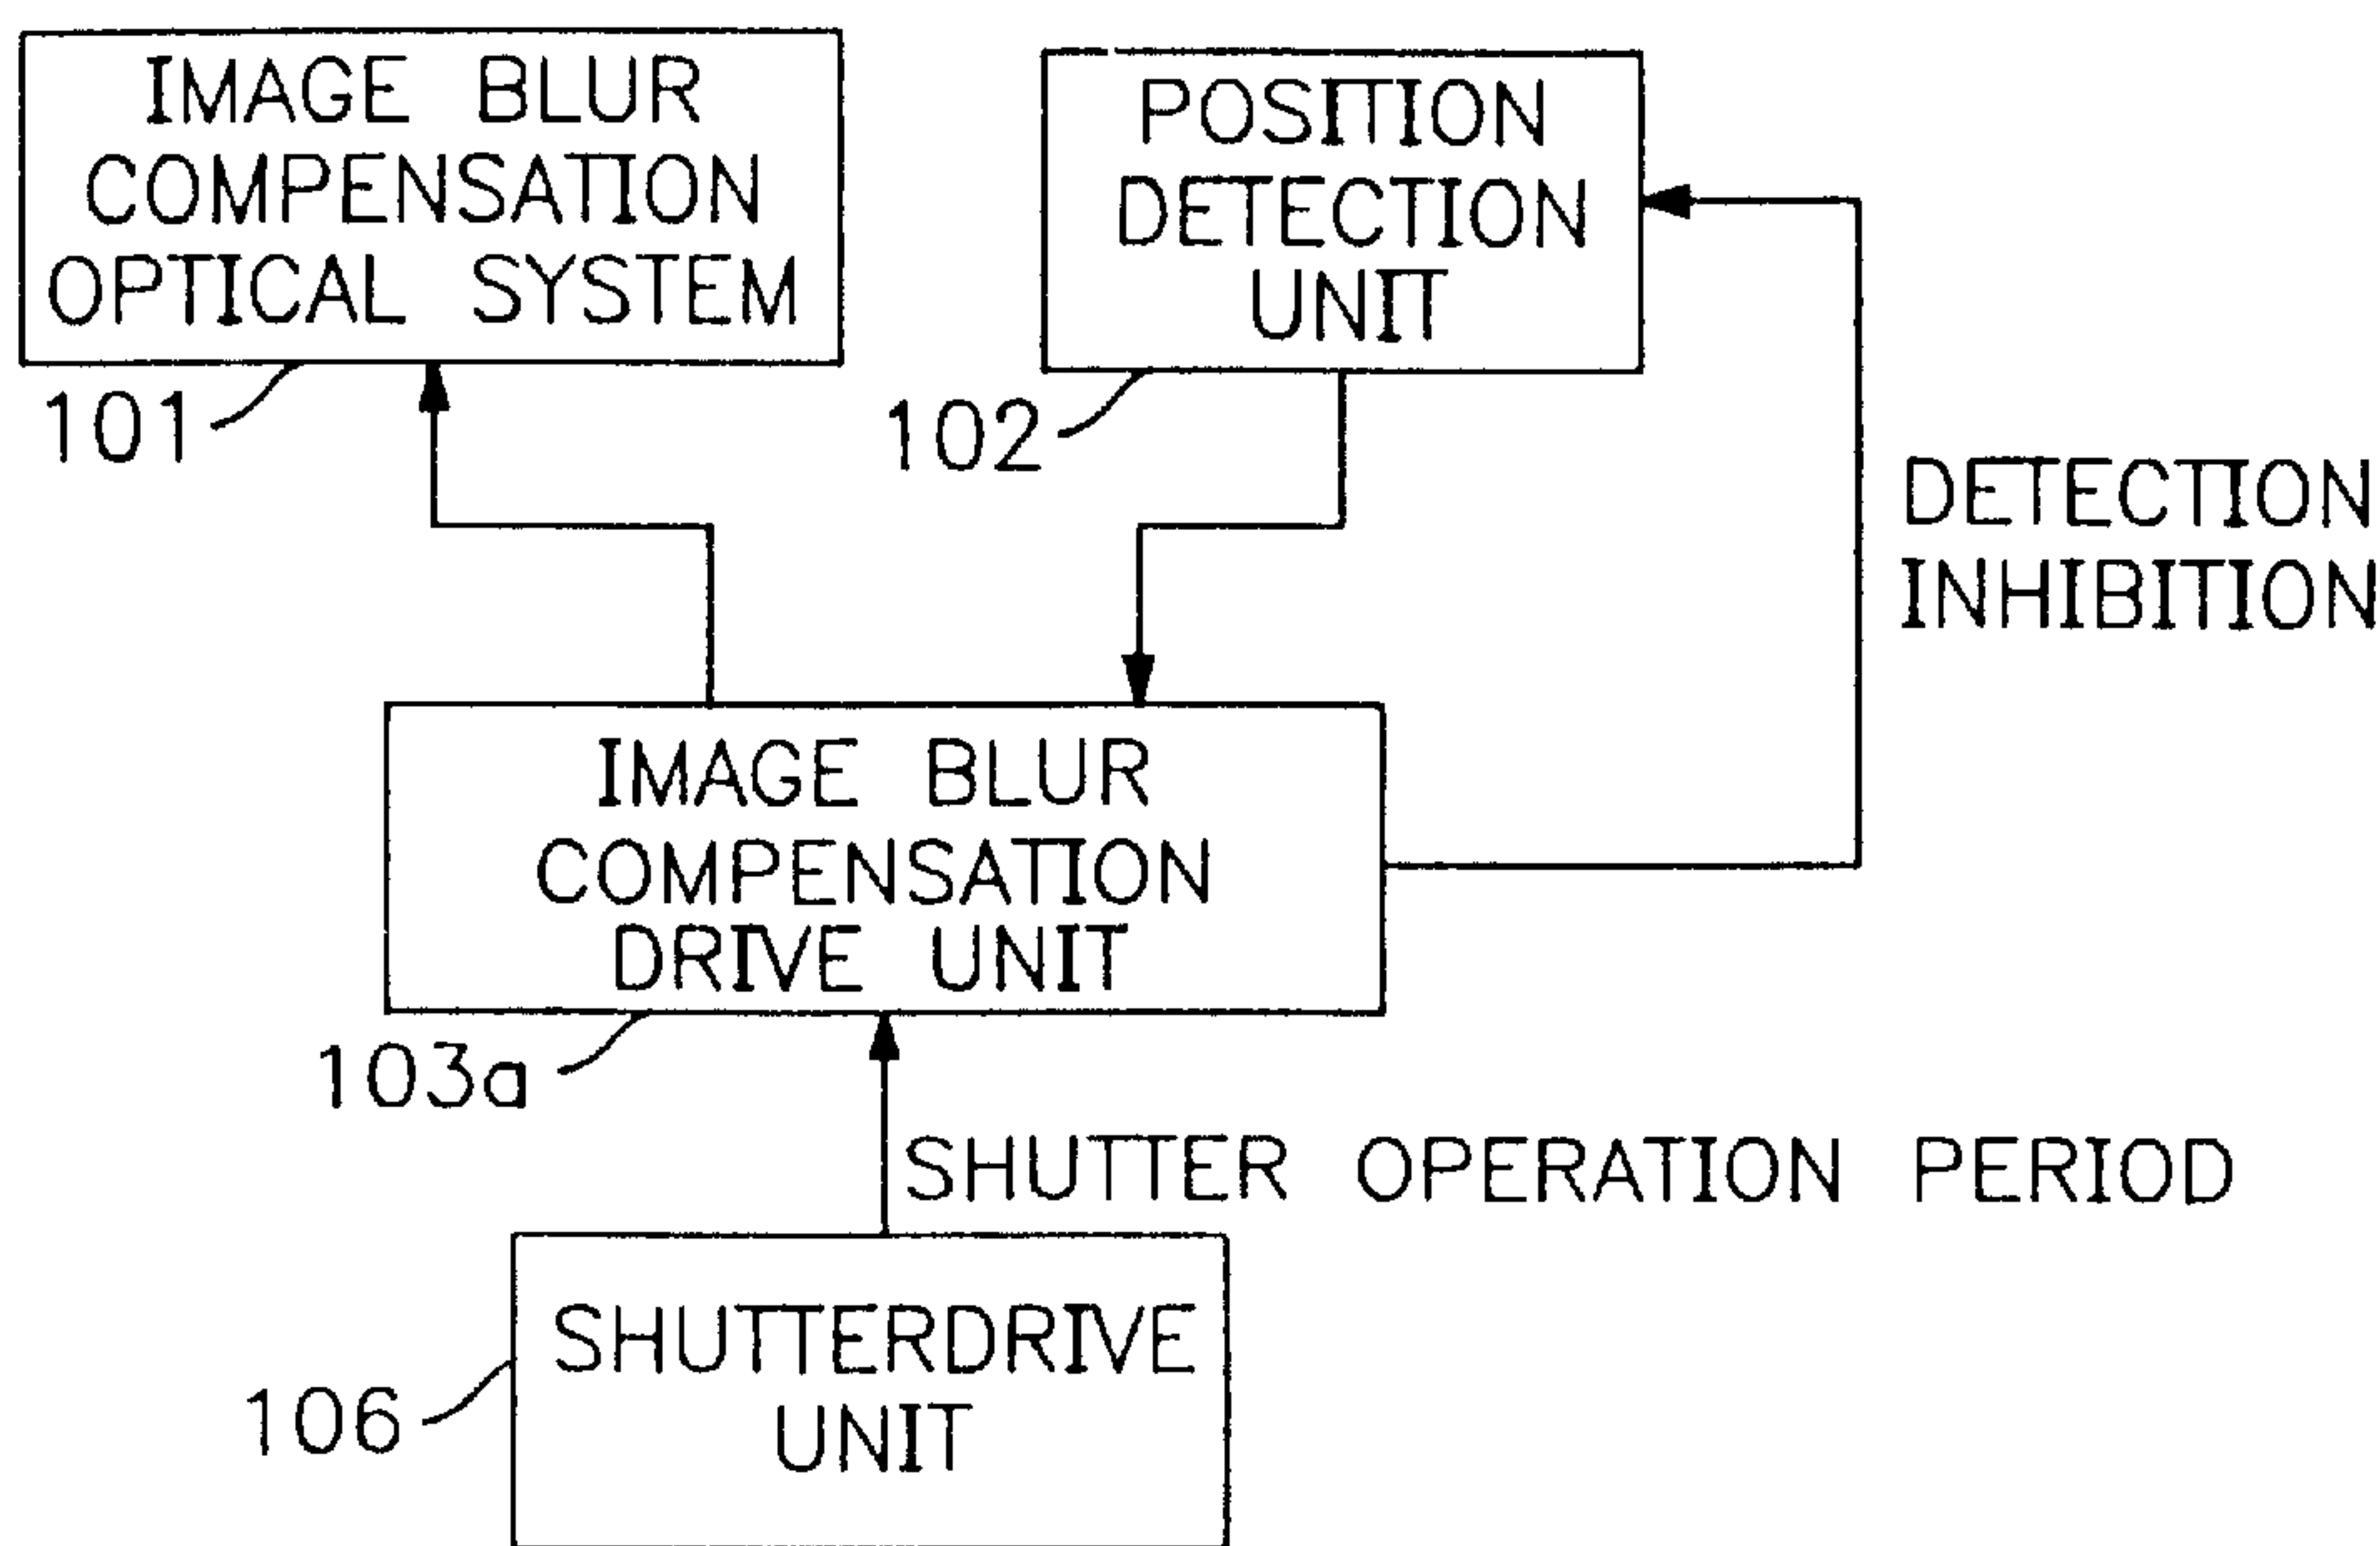 IMAGE BLUR
COMPENSATION
OPTICAL SYSTEM
101
POSITION
DETECTION
UNIT
102
DETECTION
INHIBITION
IMAGE BLUR
COMPENSATION
DRIVE UNIT
103a
SHUTTER OPERATION PERIOD
SHUTTERDRIVE
UNIT
106